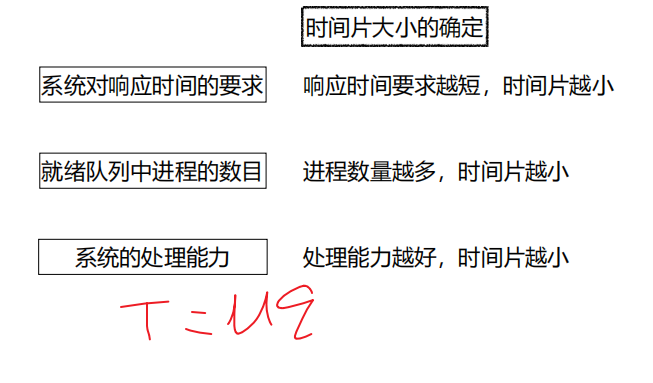 时间片大小的确定
系统对响应时间的要求 响应时间要求越短，时间片越小
就绪队列中进程的数目 进程数量越多，时间片越小
系统的处理能力 处理能力越好，时间片越小
T=nq